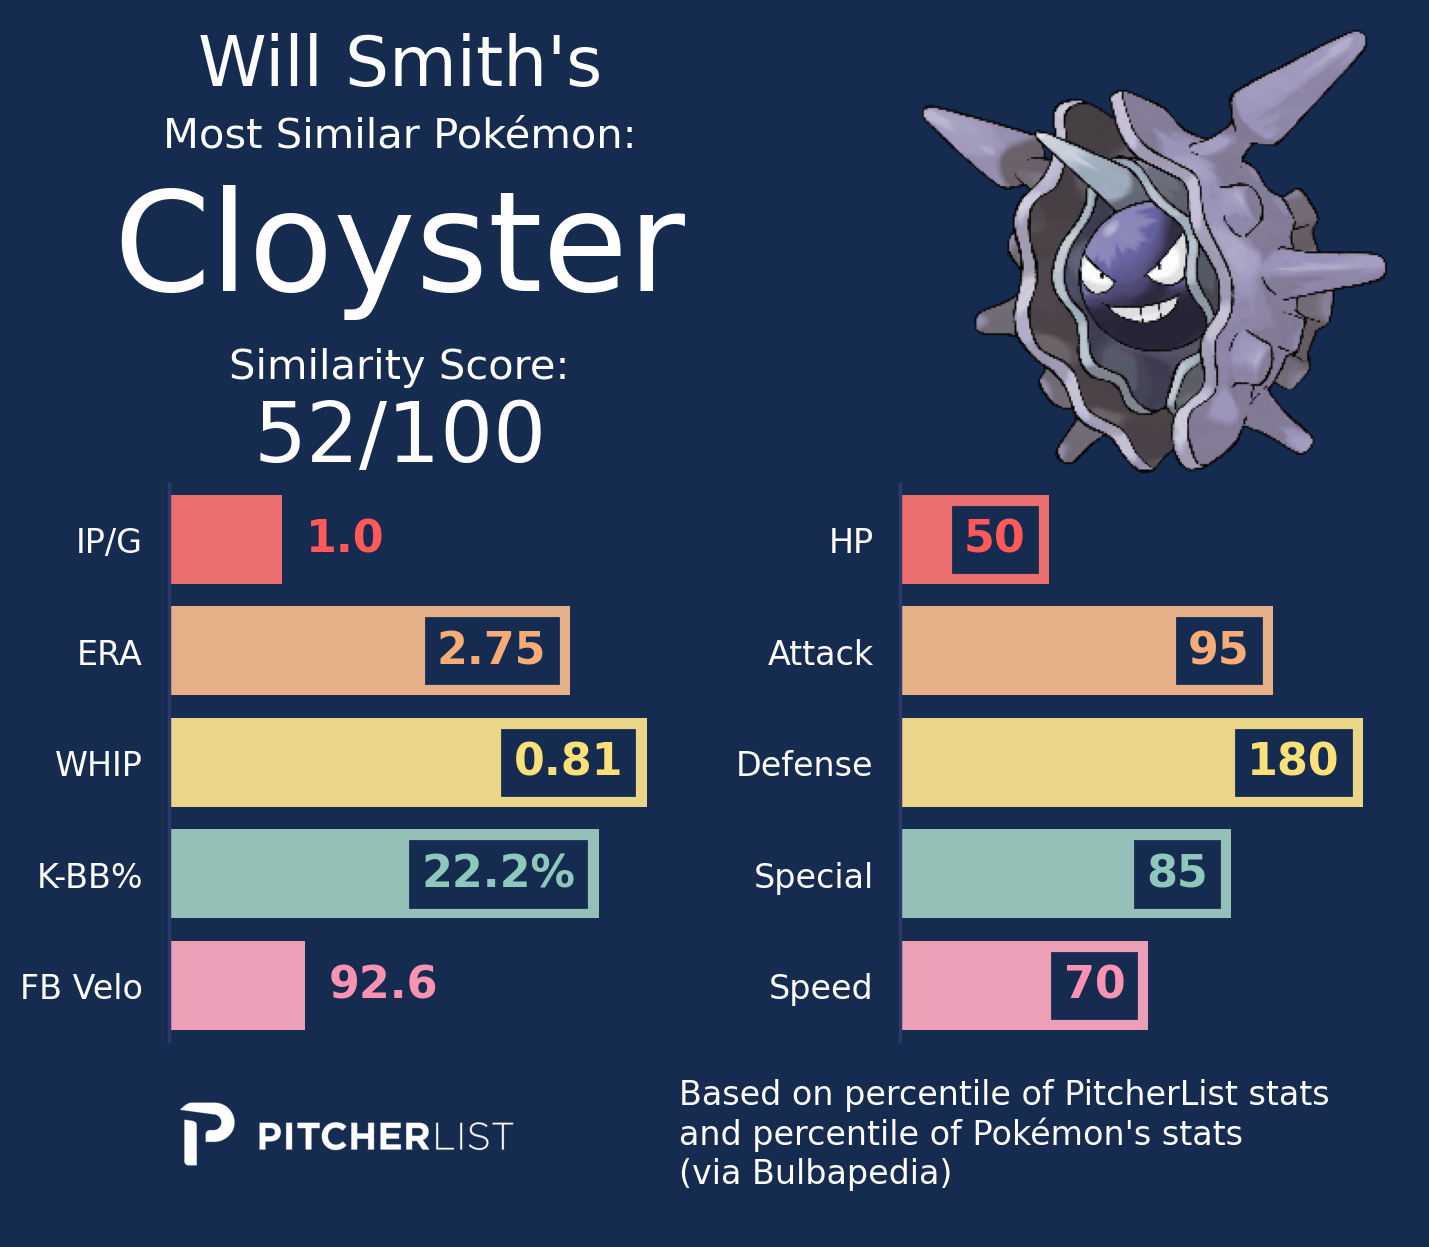 Will Smith's
Most Similar Pokémon:
Cloyster
Similarity Score:
52/100
IP/G 1.0
ERA 2.75
WHIP 0.81
K-BB% 22.2%
FB Velo 92.6
HP 50
Attack 95
Defense 180
Special 85
Speed 70
PITCHERLIST
Based on percentile of PitcherList stats
and percentile of Pokémon's stats
(via Bulbapedia)